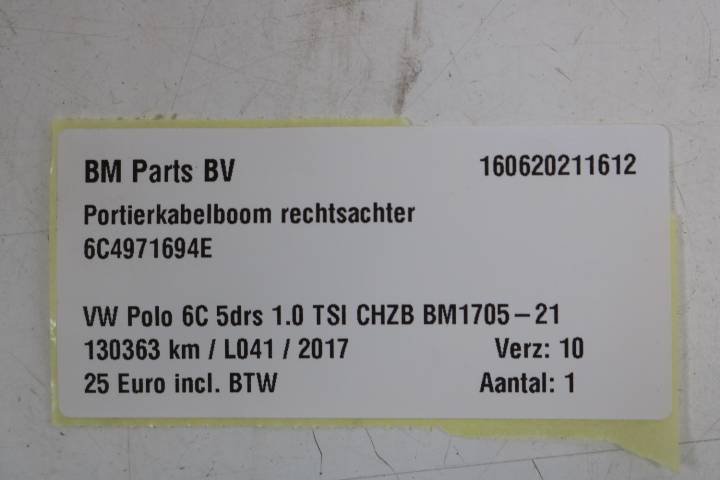 BM Parts BV 160620211612
Portierkabelboom rechtsachter
6C4971694E
VW Polo 6C 5drs 1.0 TSI CHZB BM1705-21
130363 km / L041 / 2017 Verz: 10
25 Euro incl. BTW Aantal: 1